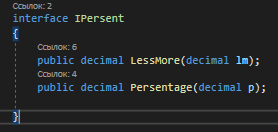 Ссылок: 2
interface IPersent
{
Ссылок: 6
public decimal LessMore(decimal lm);
Ссылок: 4
public decimal Persentage(decimal p);
}